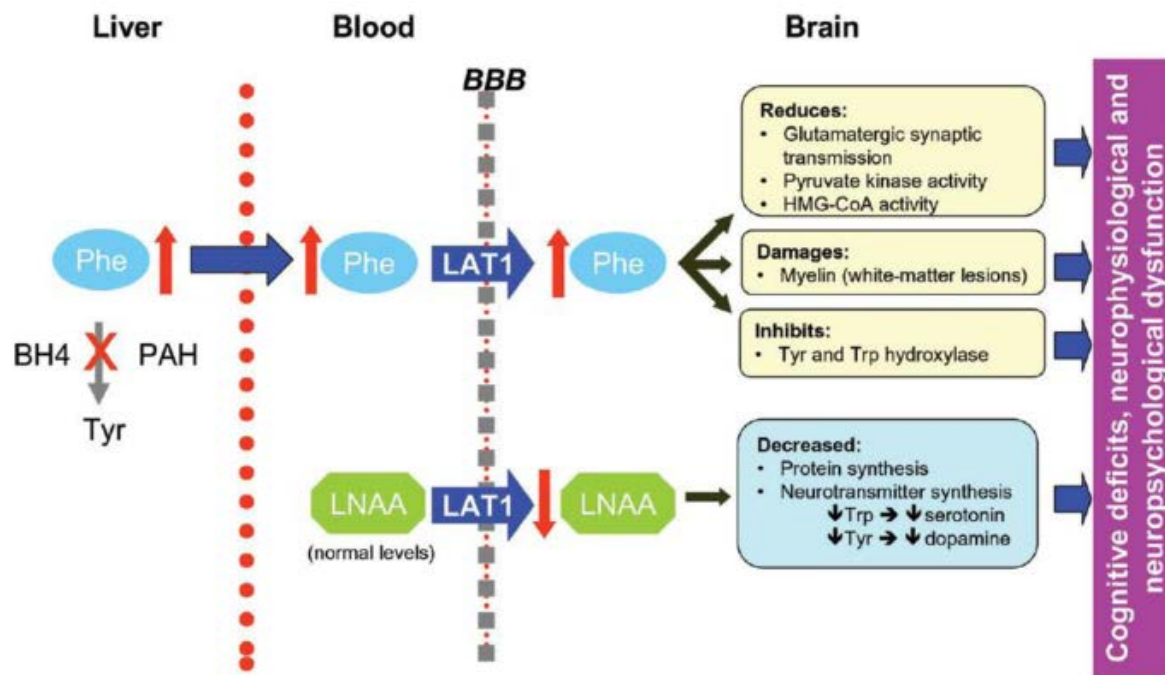 Liver
Blood
Brain
BBB
Reduces:
• Glutamatergic synaptic
transmission
• Pyruvate kinase activity
• HMG-CoA activity
Phe
Phe
LAT1
Phe
Damages:
• Myelin (white-matter lesions)
BH4
X
PAH
Inhibits:
• Tyr and Trp hydroxylase
Tyr
LNAA
(normal levels)
LAT1
LNAA
Decreased:
• Protein synthesis
• Neurotransmitter synthesis
↓Trp → ↓ serotonin
↓Tyr → ↓ dopamine
Cognitive deficits, neurophysiological and
neuropsychological dysfunction